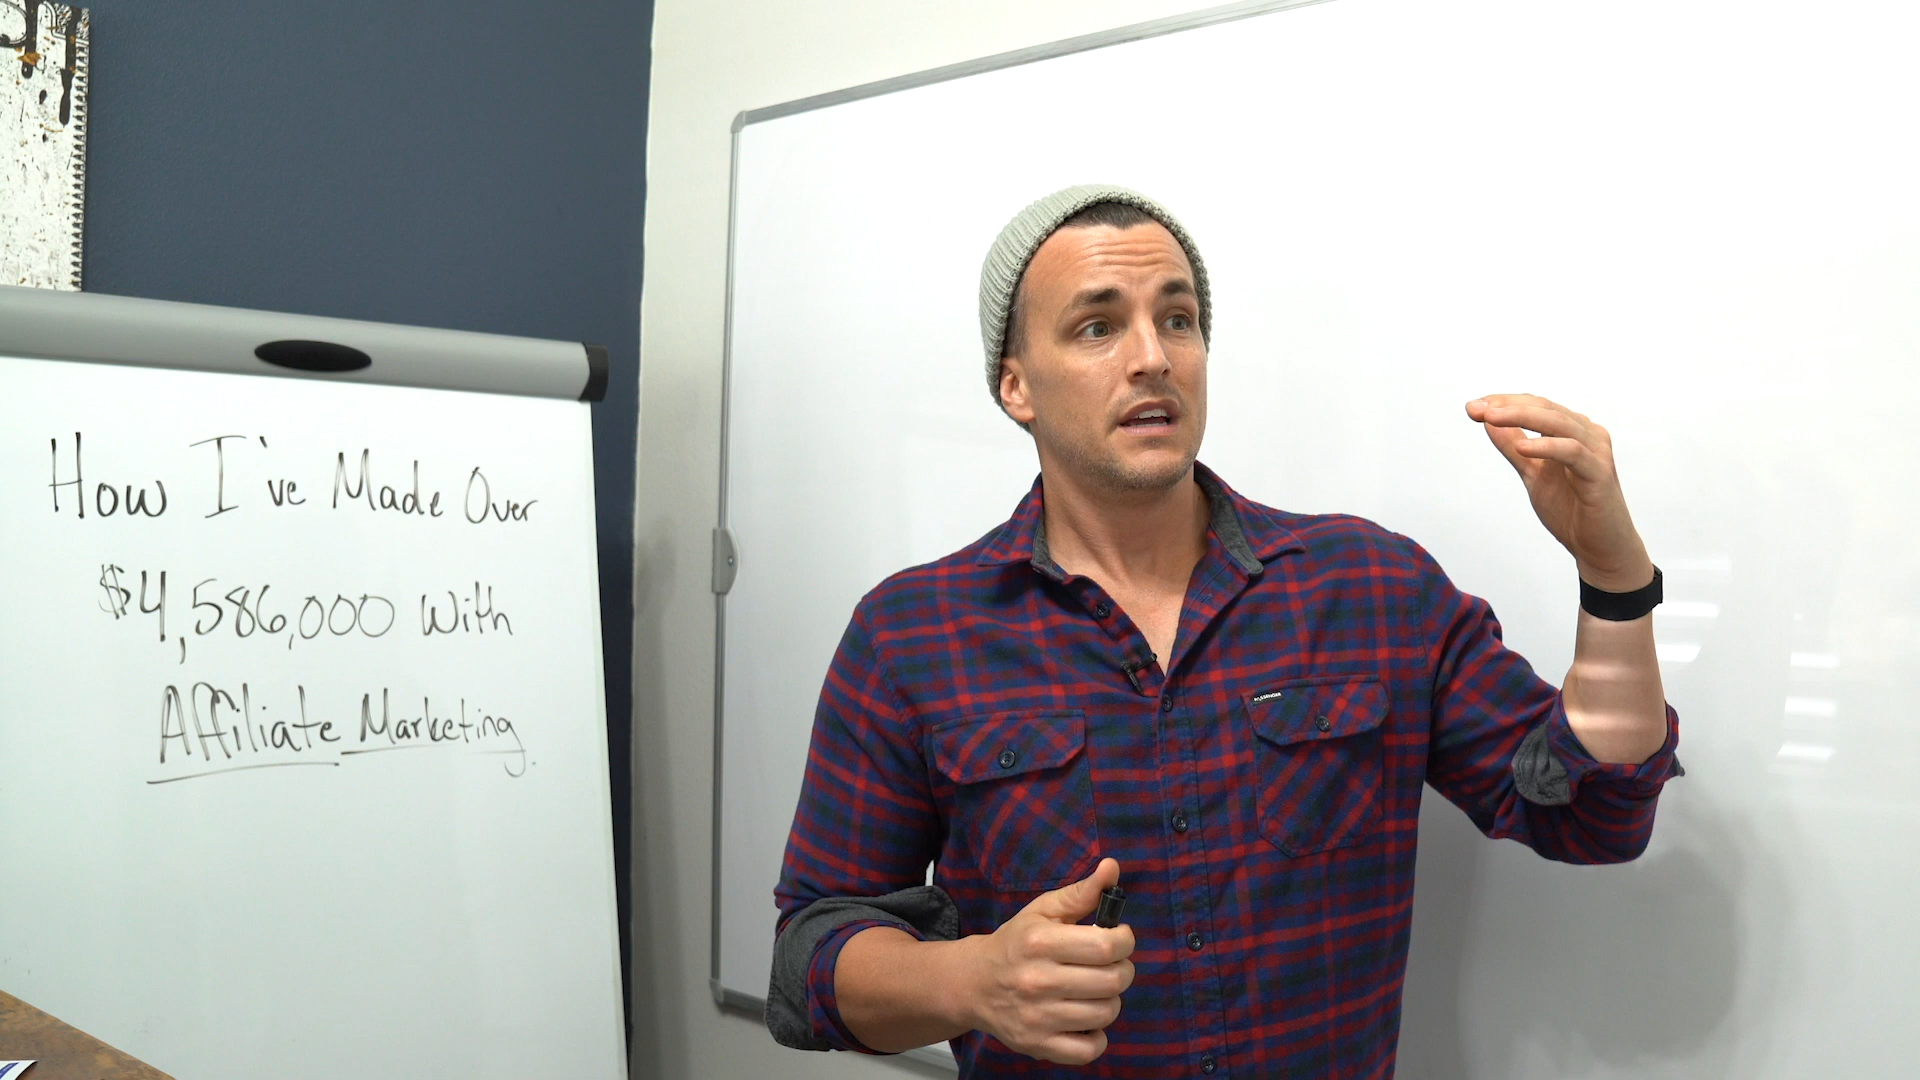 How I've Made Over
$4,586,000 With
Affiliate Marketing.